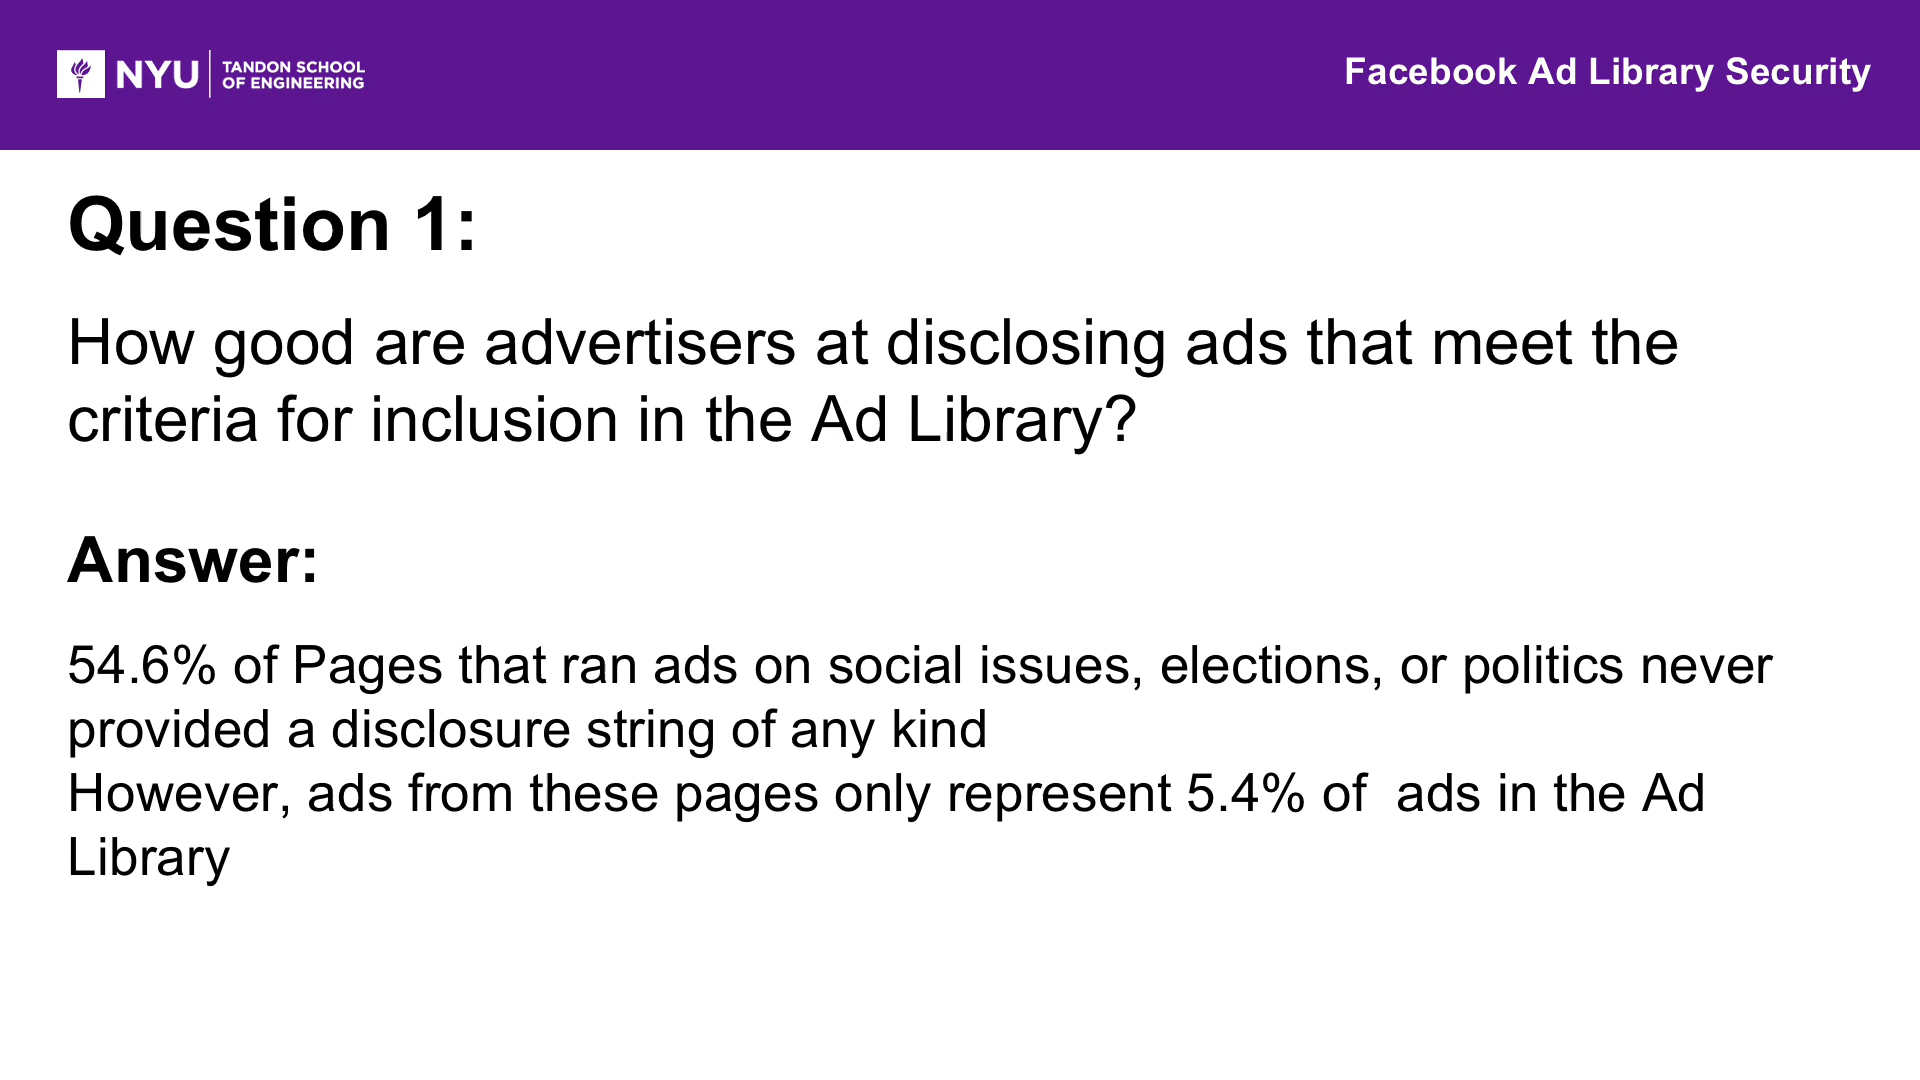 NYU
TANDON SCHOOL
OF ENGINEERING
Facebook Ad Library Security
Question 1:
How good are advertisers at disclosing ads that meet the
criteria for inclusion in the Ad Library?
Answer:
54.6% of Pages that ran ads on social issues, elections, or politics never
provided a disclosure string of any kind
However, ads from these pages only represent 5.4% of  ads in the Ad
Library